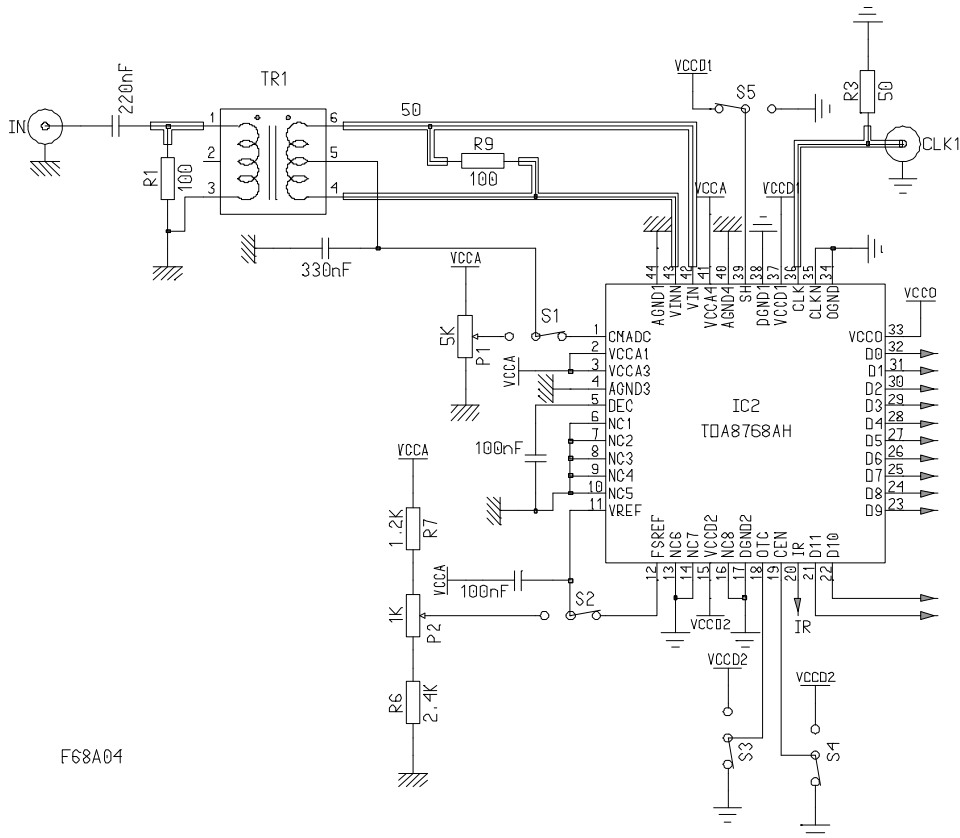 IN
220nF
TR1
1
2
3
6
5
4
50
R1
100
R9
100
330nF
VCCD1
S5
R3
50
CLK1
VCCA
VCCD1
44
43
42
41
40
39
38
37
36
35
34
AGND1
VINN
VIN
VCCA4
AGND4
SH
DGND1
VCCD1
CLK
CLKN
OGND
VCCA
5K
P1
S1
VCCA
1 CMADC
2 VCCA1
3 VCCA3
4 AGND3
5 DEC
6 NC1
7 NC2
8 NC3
9 NC4
10 NC5
11 VREF
100nF
IC2
TDA8768AH
VCCO
VCCO 33
D0 32
D1 31
D2 30
D3 29
D4 28
D5 27
D6 26
D7 25
D8 24
D9 23
VCCA
1.2K
R7
VCCA
100nF
1K
P2
S2
R6
2.4K
FSREF
NC6
NC7
VCCD2
NC8
DGND2
OTC
CEN
IR
D11
D10
12
13
14
15
16
17
18
19
20
21
22
VCCD2
IR
VCCD2
S3
VCCD2
S4
F68A04